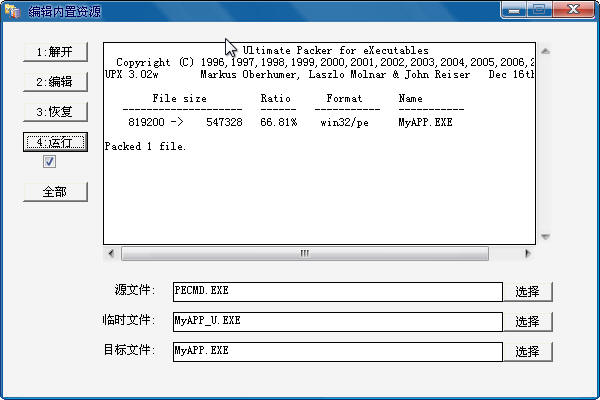 编辑内置资源
1:解开
2:编辑
3:恢复
4:运行
全部
Ultimate Packer for eXecutables
Copyright (C) 1996,1997,1998,1999,2000,2001,2002,2003,2004,2005,2006,2
UPX 3.02w Markus Oberhumer, Laszlo Molnar & John Reiser Dec 16th
File size Ratio Format Name
-------------------- ------ ----------- -----------
819200 -> 547328 66.81% win32/pe MyAPP.EXE
Packed 1 file.
源文件: PECMD.EXE 选择
临时文件: MyAPP_U.EXE 选择
目标文件: MyAPP.EXE 选择